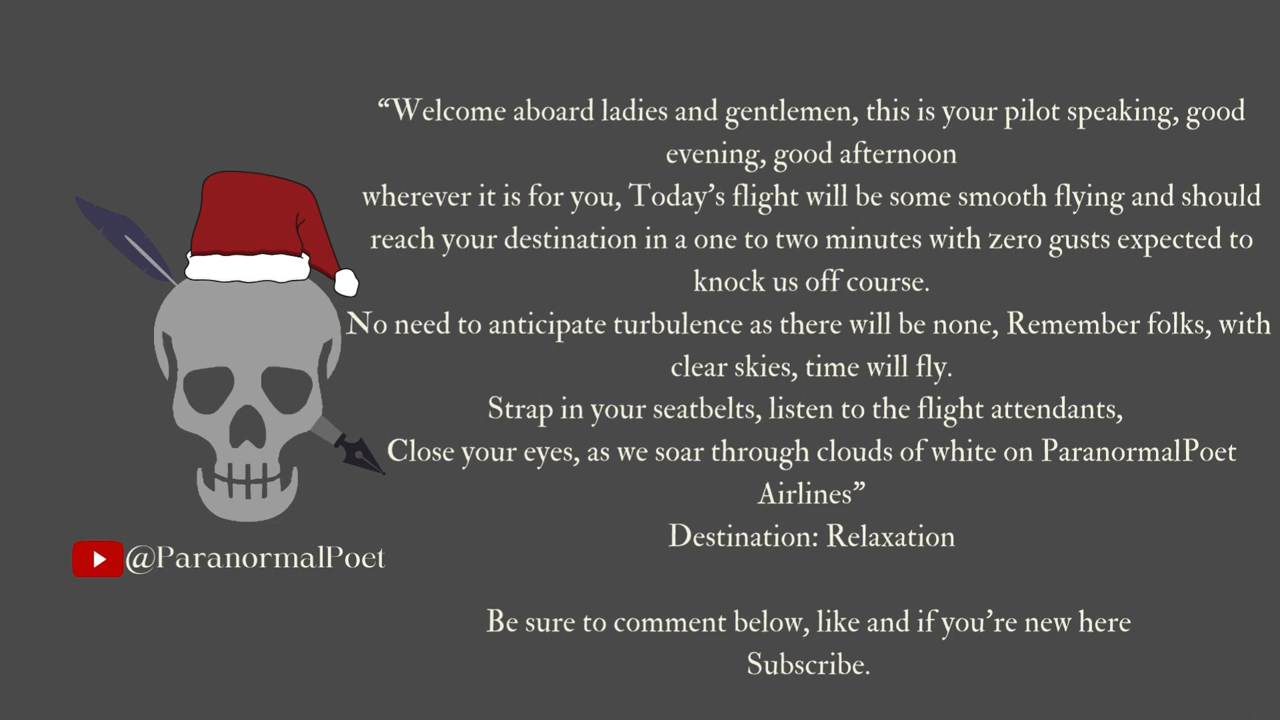 “Welcome aboard ladies and gentlemen, this is your pilot speaking, good
evening, good afternoon
wherever it is for you, Today’s flight will be some smooth flying and should
reach your destination in a one to two minutes with zero gusts expected to
knock us off course.
No need to anticipate turbulence as there will be none, Remember folks, with
clear skies, time will fly.
Strap in your seatbelts, listen to the flight attendants,
Close your eyes, as we soar through clouds of white on ParanormalPoet
Airlines”
Destination: Relaxation
@ParanormalPoet
Be sure to comment below, like and if you’re new here
Subscribe.